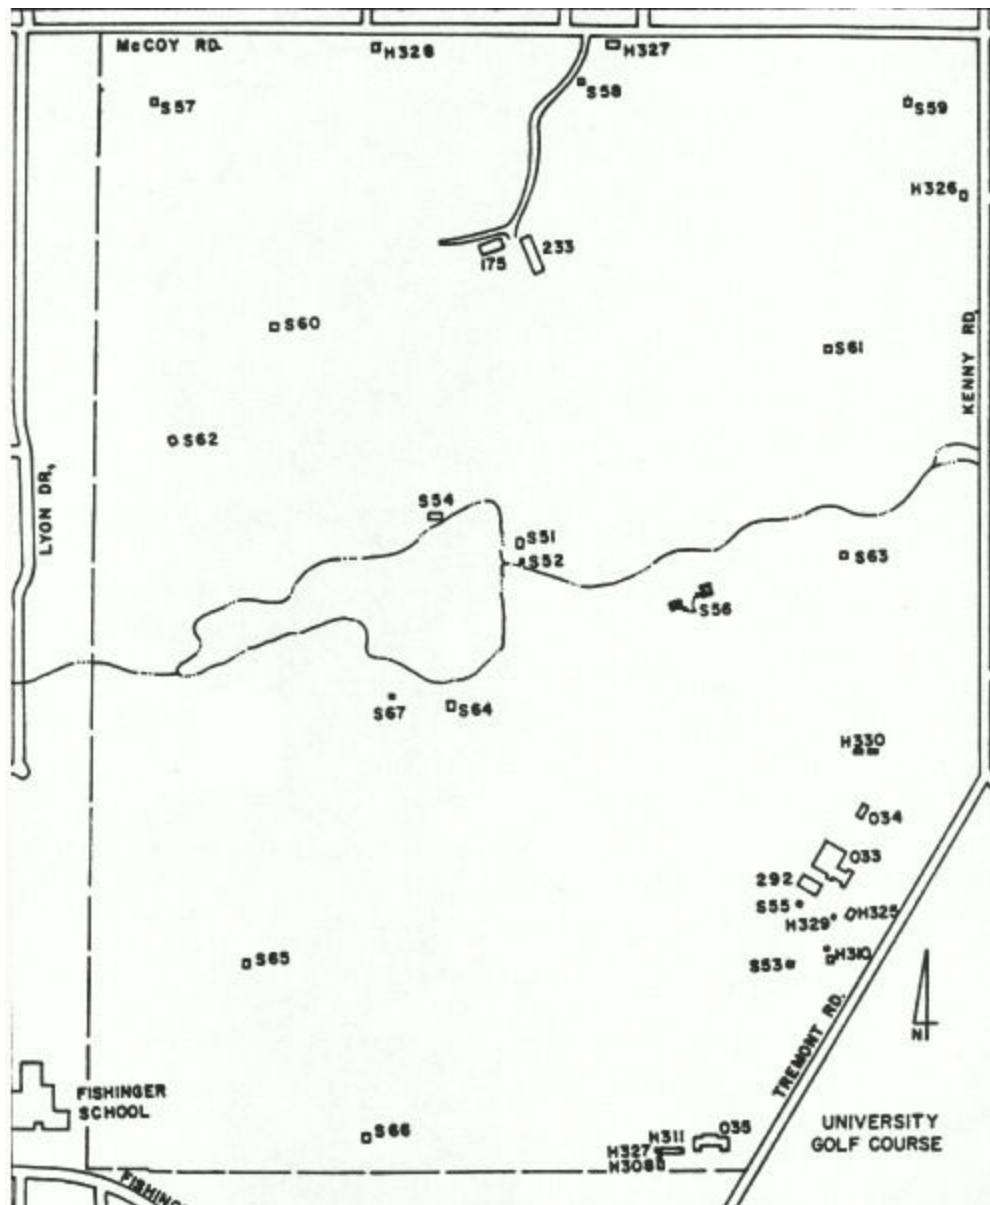 McCOY RD.
H328
H327
S57
S58
S59
H326
233
175
S60
S61
KENNY RD.
S62
LYON DR.
S54
S51
S52
S63
S56
S67
S64
H330
034
033
292
S55
H329
H325
S65
S53
H310
N
TREMONT RD.
FISHINGER
SCHOOL
S66
H311
035
H327
H308
UNIVERSITY
GOLF COURSE
FISHING